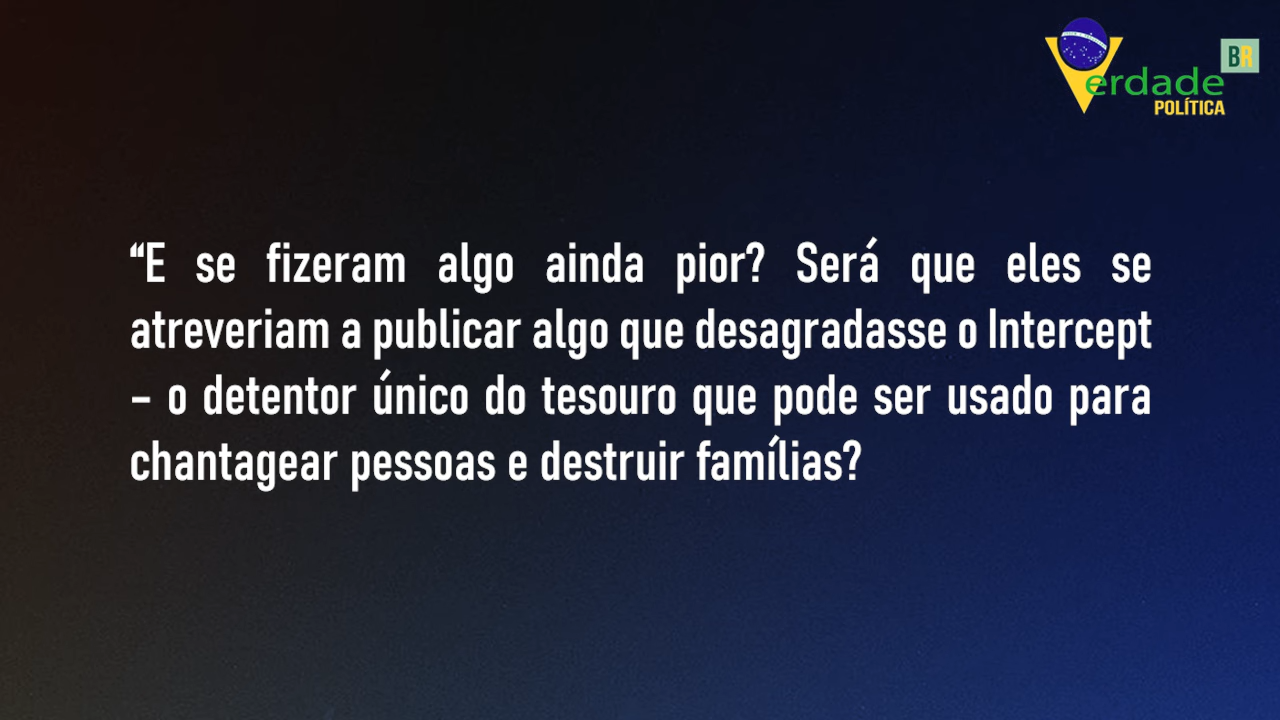 BR
Verdade
POLÍTICA
“E se fizeram algo ainda pior? Será que eles se
atreveriam a publicar algo que desagradasse o Intercept
– o detentor único do tesouro que pode ser usado para
chantagear pessoas e destruir famílias?